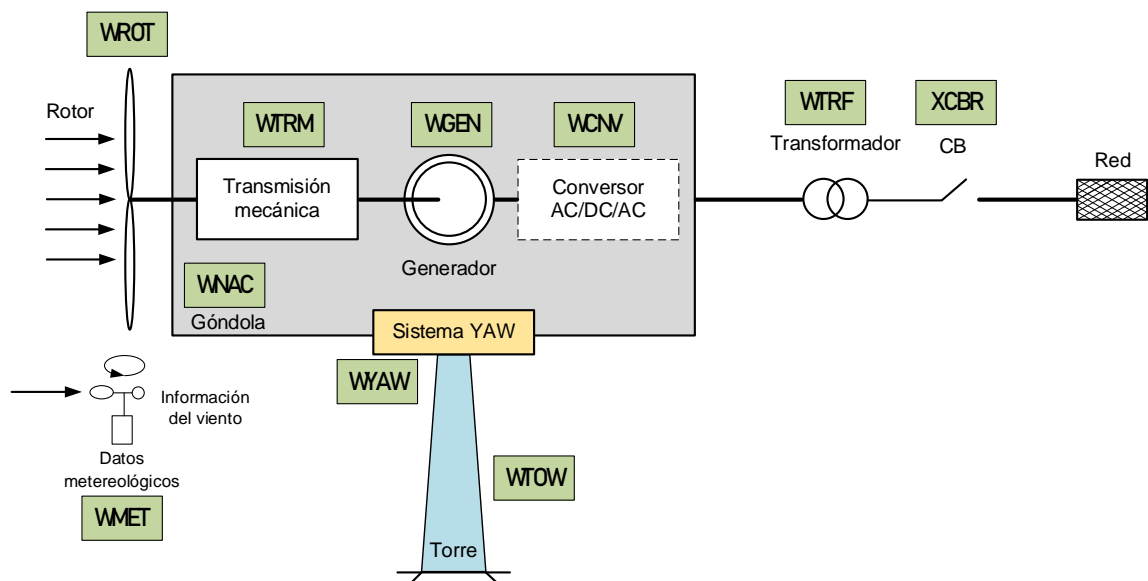 WROT
Rotor
WTRM
WGEN
WCNV
WTRF
XCBR
Transformador
CB
Red
Transmisión
mecánica
Conversor
AC/DC/AC
Generador
WNAC
Góndola
Sistema YAW
WYAW
Información
del viento
Datos
metereológicos
WMET
WTOW
Torre